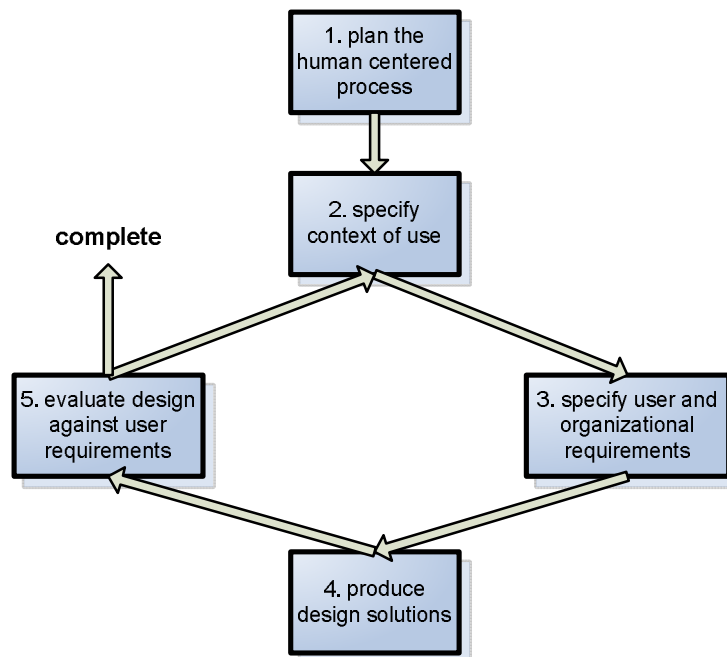 1. plan the
human centered
process
2. specify
context of use
complete
5. evaluate design
against user
requirements
3. specify user and
organizational
requirements
4. produce
design solutions